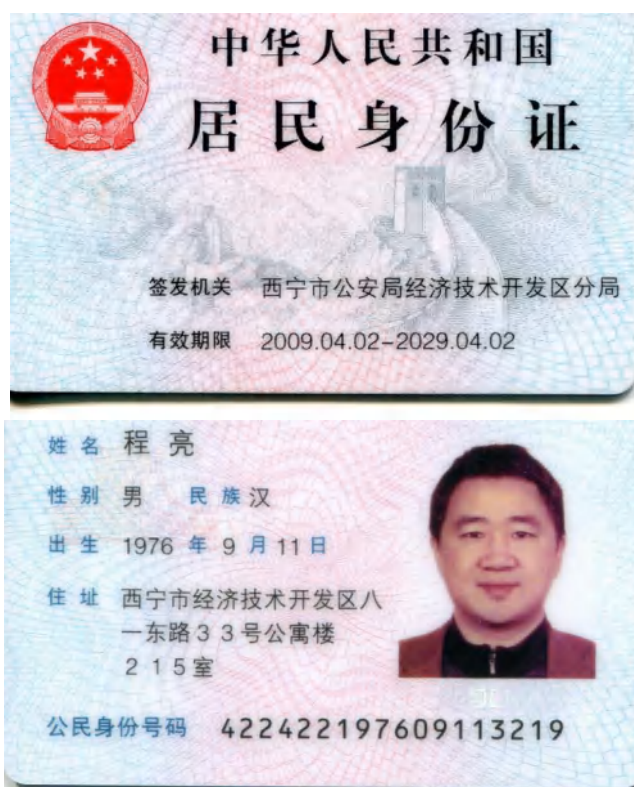 中华人民共和国
居民身份证
签发机关 西宁市公安局经济技术开发区分局
有效期限 2009.04.02-2029.04.02
姓名 程亮
性别 男 民族 汉
出生 1976 年 9 月 11 日
住址 西宁市经济技术开发区八
一东路33号公寓楼
215室
公民身份号码 422422197609113219